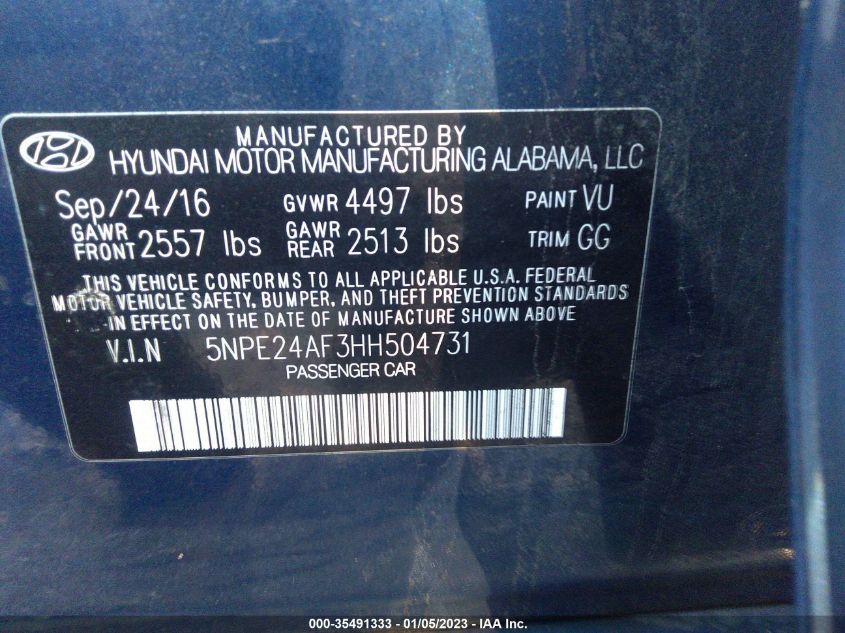 MANUFACTURED BY
HYUNDAI MOTOR MANUFACTURING ALABAMA, LLC
Sep/24/16 GVWR 4497 lbs PAINT VU
GAWR FRONT 2557 lbs GAWR REAR 2513 lbs TRIM GG
THIS VEHICLE CONFORMS TO ALL APPLICABLE U.S.A. FEDERAL
MOTOR VEHICLE SAFETY, BUMPER, AND THEFT PREVENTION STANDARDS
IN EFFECT ON THE DATE OF MANUFACTURE SHOWN ABOVE
V.I.N 5NPE24AF3HH504731
PASSENGER CAR
000-35491333 - 01/05/2023 - IAA Inc.